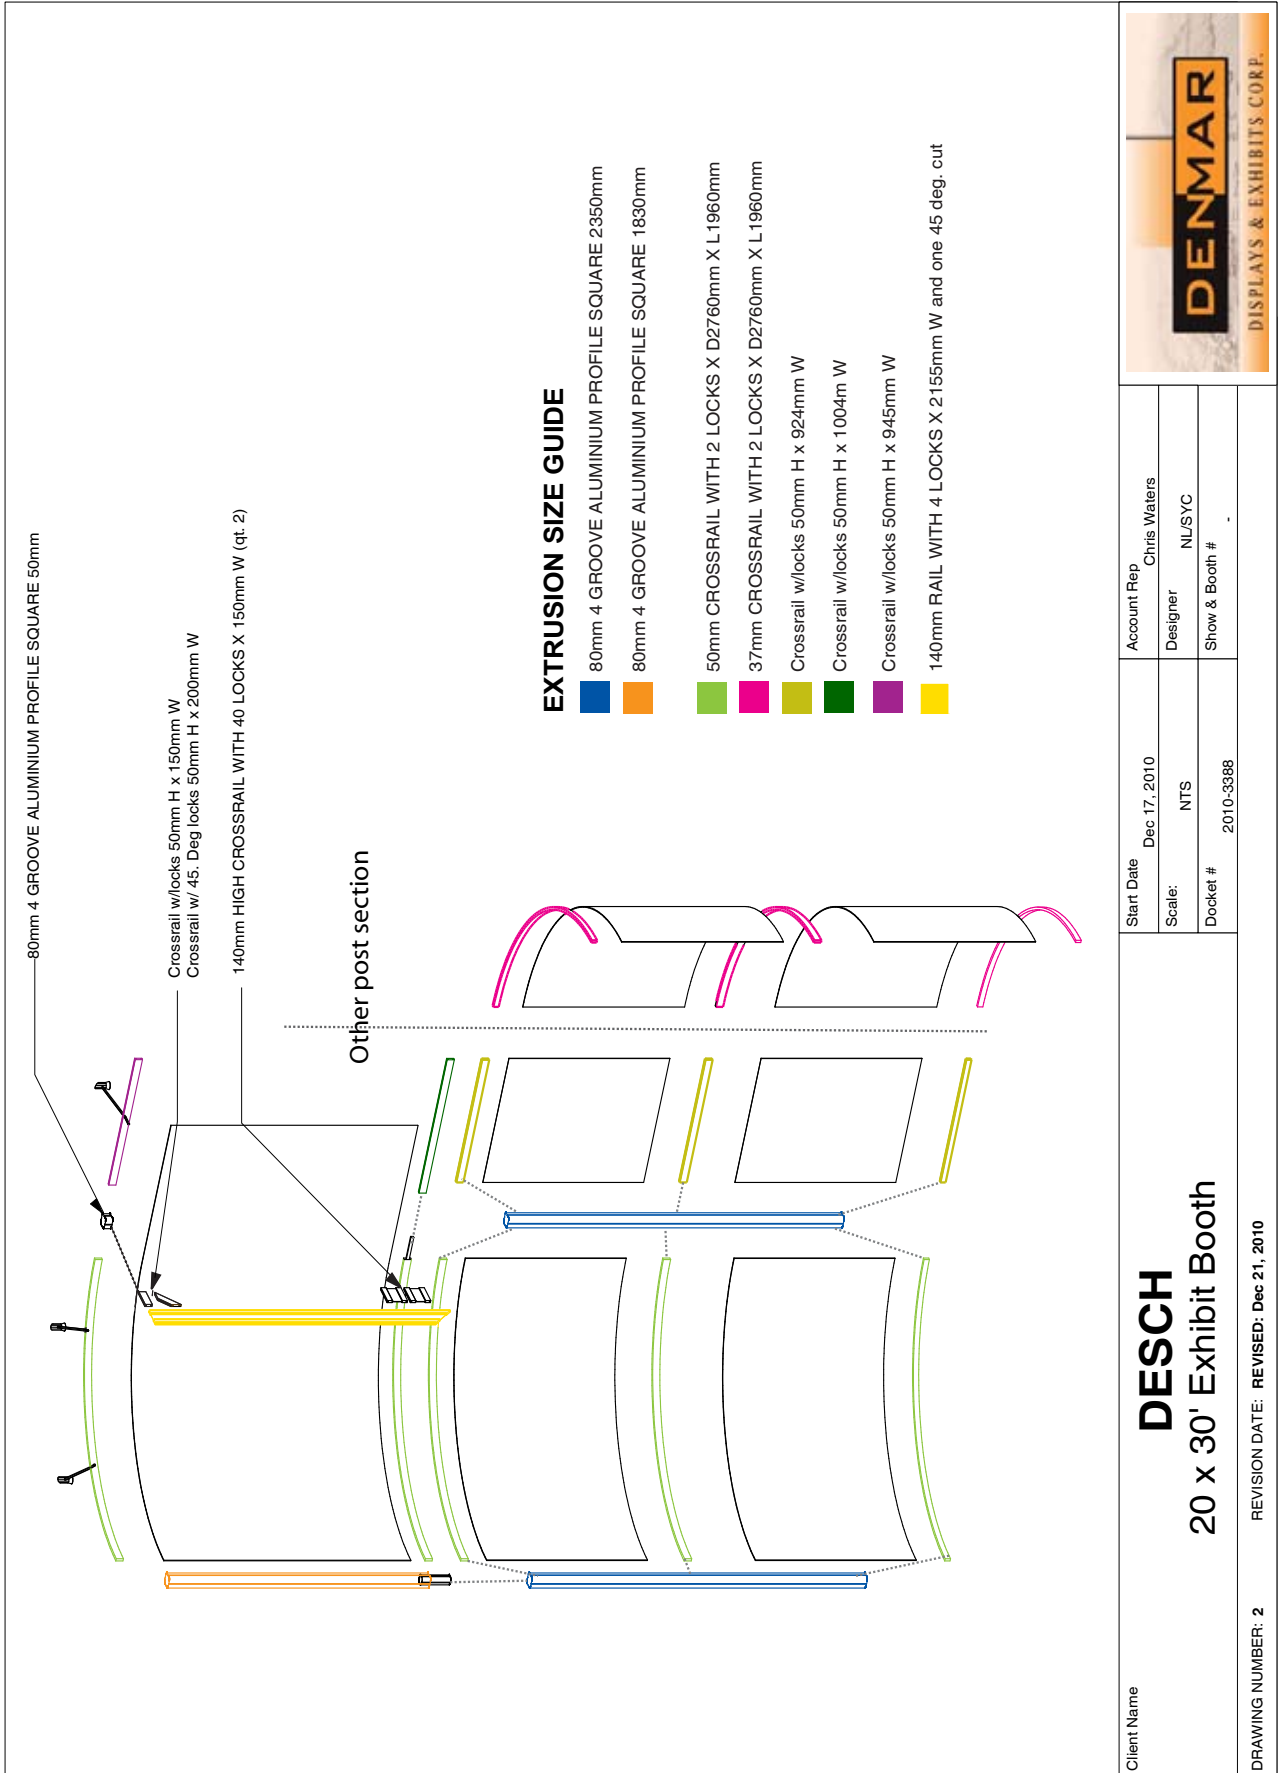 80mm 4 GROOVE ALUMINIUM PROFILE SQUARE 50mm
Crossrail w/locks 50mm H x 150mm W
Crossrail w/ 45. Deg locks 50mm H x 200mm W
140mm HIGH CROSSRAIL WITH 40 LOCKS X 150mm W (qt. 2)
Other post section
EXTRUSION SIZE GUIDE
80mm 4 GROOVE ALUMINIUM PROFILE SQUARE 2350mm
80mm 4 GROOVE ALUMINIUM PROFILE SQUARE 1830mm
50mm CROSSRAIL WITH 2 LOCKS X D2760mm X L1960mm
37mm CROSSRAIL WITH 2 LOCKS X D2760mm X L1960mm
Crossrail w/locks 50mm H x 924mm W
Crossrail w/locks 50mm H x 1004m W
Crossrail w/locks 50mm H x 945mm W
140mm RAIL WITH 4 LOCKS X 2155mm W and one 45 deg. cut
Client Name
DESCH
20 x 30' Exhibit Booth
DRAWING NUMBER: 2
REVISION DATE: REVISED: Dec 21, 2010
Start Date
Dec 17, 2010
Scale:
NTS
Docket #
2010-3388
Account Rep
Chris Waters
Designer
NL/SYC
Show & Booth #
-
DENMAR
DISPLAYS & EXHIBITS CORP.